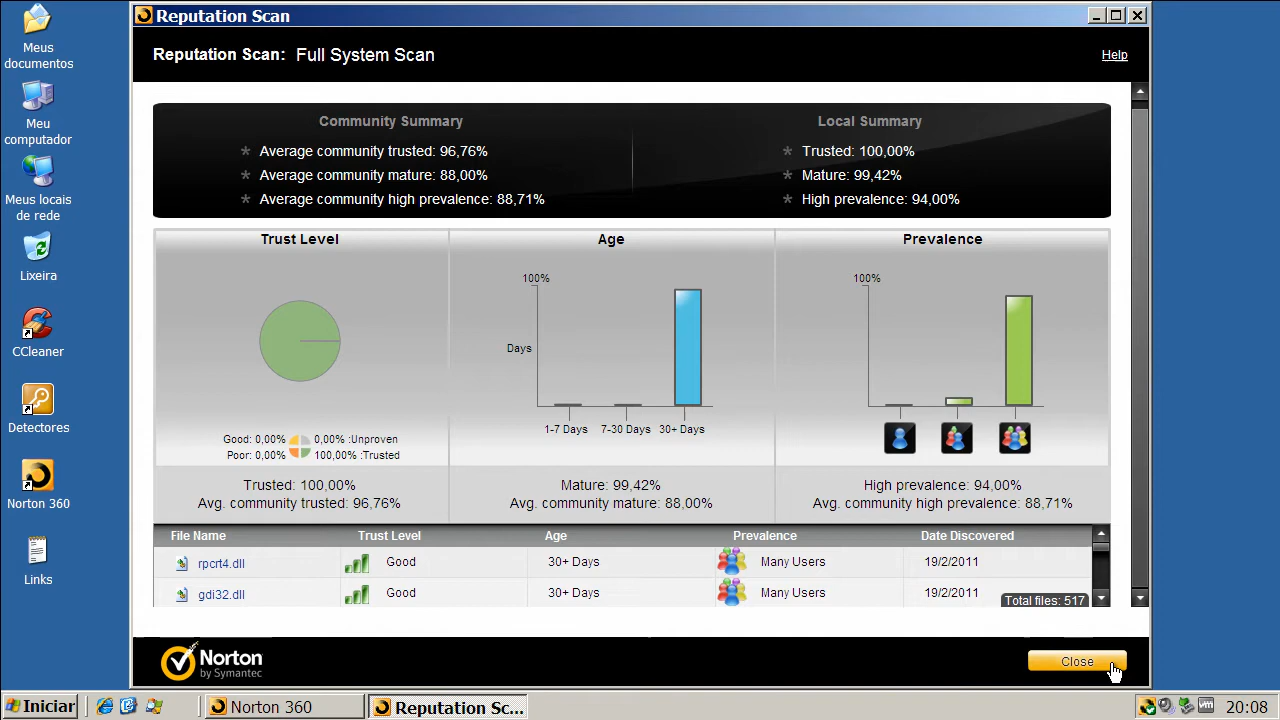 Reputation Scan
Reputation Scan: Full System Scan
Help
Meus documentos
Meu computador
Meus locais de rede
Lixeira
CCleaner
Detectores
Norton 360
Links
Community Summary
Average community trusted: 96,76%
Average community mature: 88,00%
Average community high prevalence: 88,71%
Local Summary
Trusted: 100,00%
Mature: 99,42%
High prevalence: 94,00%
Trust Level
Good: 0,00% 0,00% :Unproven
Poor: 0,00% 100,00% :Trusted
Trusted: 100,00%
Avg. community trusted: 96,76%
Age
100%
Days
1-7 Days 7-30 Days 30+ Days
Mature: 99,42%
Avg. community mature: 88,00%
Prevalence
100%
High prevalence: 94,00%
Avg. community high prevalence: 88,71%
File Name Trust Level Age Prevalence Date Discovered
rpcrt4.dll Good 30+ Days Many Users 19/2/2011
gdi32.dll Good 30+ Days Many Users 19/2/2011
Total files: 517
Norton
by Symantec
Close
Iniciar Norton 360 Reputation Sc... 20:08